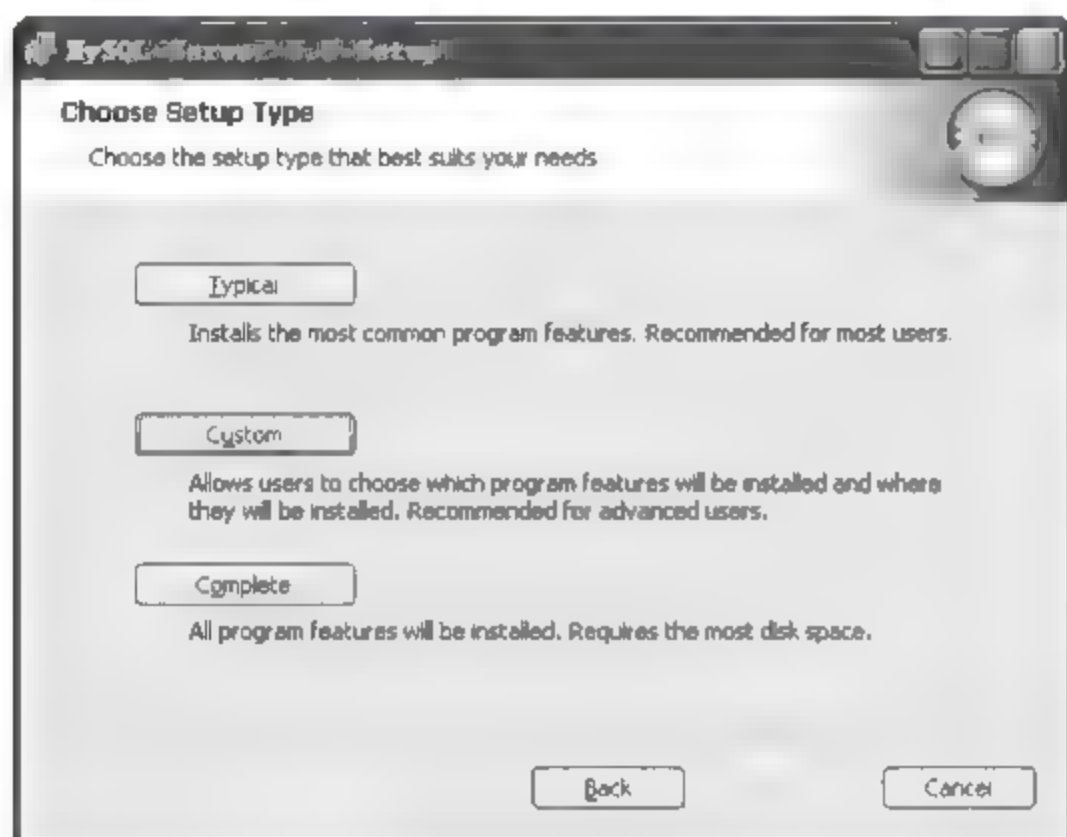 MySQL Server Setup
Choose Setup Type
Choose the setup type that best suits your needs
Typical
Installs the most common program features. Recommended for most users.
Custom
Allows users to choose which program features will be installed and where
they will be installed. Recommended for advanced users.
Complete
All program features will be installed. Requires the most disk space.
Back
Cancel